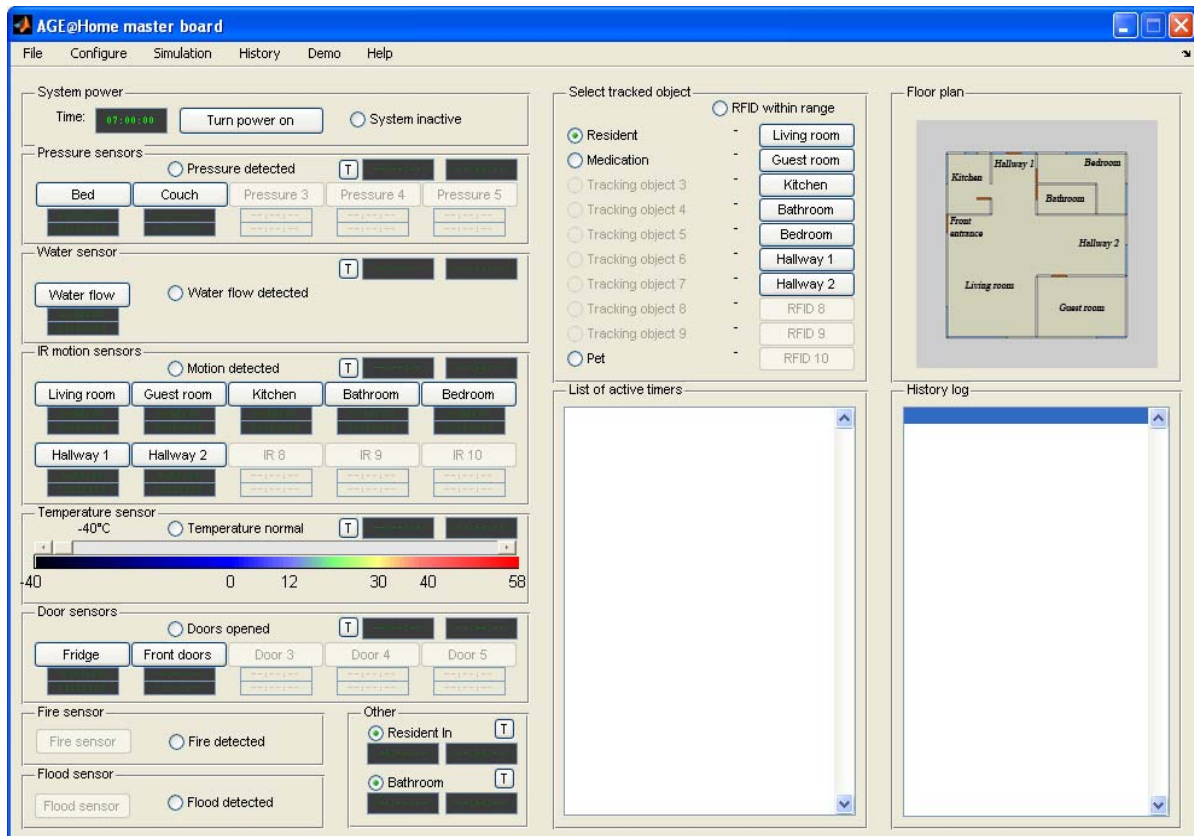 AGE@Home master board
File Configure Simulation History Demo Help
System power
Time: 07:00:00 Turn power on System inactive
Pressure sensors
Pressure detected T
Bed Couch Pressure 3 Pressure 4 Pressure 5
--:--:-- --:--:-- --:--:--
--:--:-- --:--:-- --:--:--
Water sensor
T
Water flow Water flow detected
IR motion sensors
Motion detected T
Living room Guest room Kitchen Bathroom Bedroom
Hallway 1 Hallway 2 IR 8 IR 9 IR 10
--:--:-- --:--:-- --:--:--
--:--:-- --:--:-- --:--:--
Temperature sensor
-40°C Temperature normal T
-40 0 12 30 40 58
Door sensors
Doors opened T
Fridge Front doors Door 3 Door 4 Door 5
--:--:-- --:--:-- --:--:--
--:--:-- --:--:-- --:--:--
Fire sensor
Fire sensor Fire detected
Flood sensor
Flood sensor Flood detected
Other
Resident In T
Bathroom T
Select tracked object
RFID within range
Resident - Living room
Medication - Guest room
Tracking object 3 - Kitchen
Tracking object 4 - Bathroom
Tracking object 5 - Bedroom
Tracking object 6 - Hallway 1
Tracking object 7 - Hallway 2
Tracking object 8 - RFID 8
Tracking object 9 - RFID 9
Pet - RFID 10
List of active timers
Floor plan
Kitchen Hallway 1 Bedroom
Bathroom
Front
entrance
Hallway 2
Living room
Guest room
History log